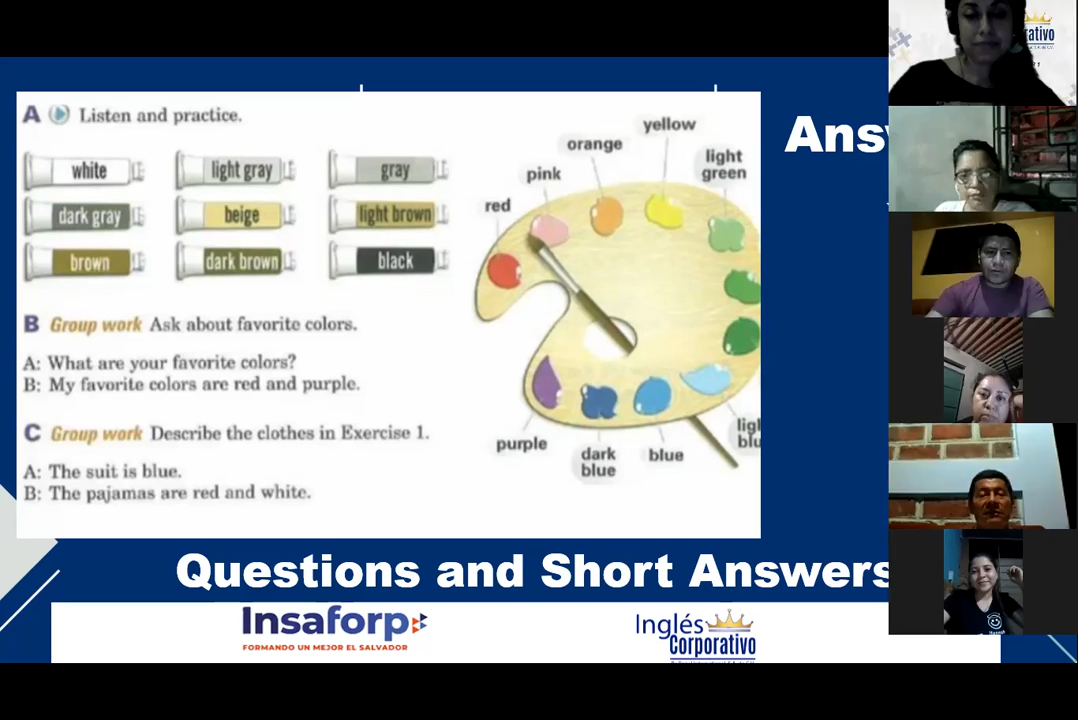 A Listen and practice.
white
light gray
gray
dark gray
beige
light brown
brown
dark brown
black
red
pink
orange
yellow
light
green
purple
dark
blue
blue
B Group work Ask about favorite colors.
A: What are your favorite colors?
B: My favorite colors are red and purple.
C Group work Describe the clothes in Exercise 1.
A: The suit is blue.
B: The pajamas are red and white.
Questions and Short Answers
Insaforp
FORMANDO UN MEJOR EL SALVADOR
Inglés
Corporativo